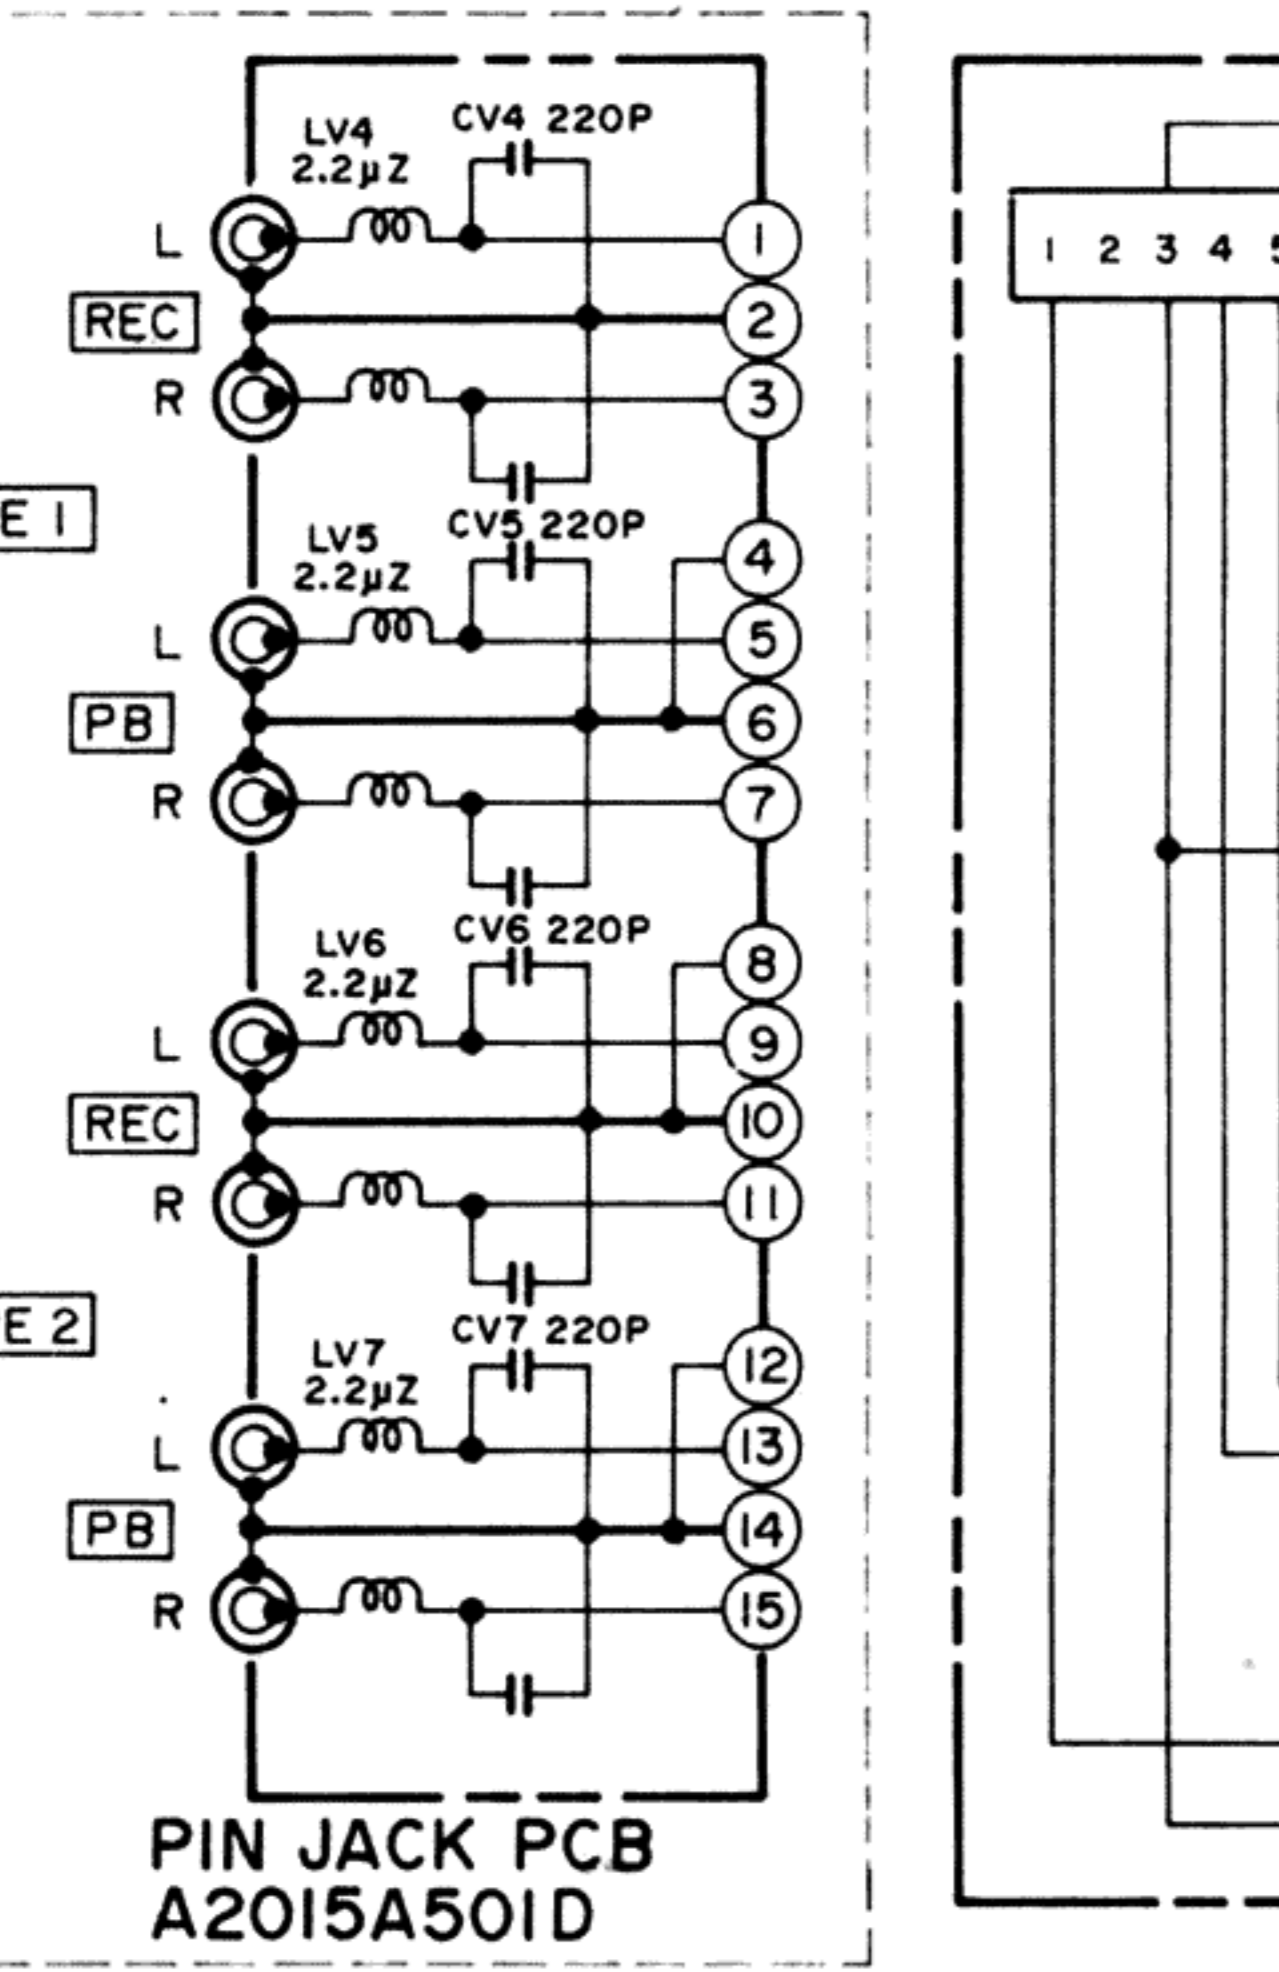 CV4 220P
LV4
2.2μZ
L
1
REC
2
R
3
E 1
CV5 220P
LV5
2.2μZ
4
L
5
PB
6
R
7
CV6 220P
LV6
2.2μZ
8
L
9
REC
10
R
11
E 2
CV7 220P
LV7
2.2μZ
12
L
13
PB
14
R
15
PIN JACK PCB
A2015A501D
1 2 3 4 5